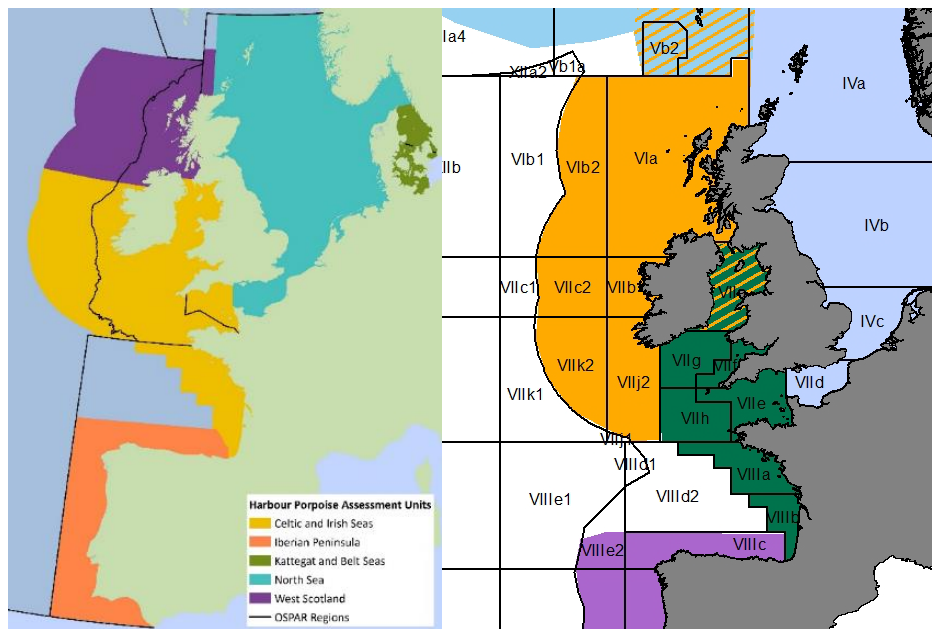 Harbour Porpoise Assessment Units
Celtic and Irish Seas
Iberian Peninsula
Kattegat and Belt Seas
North Sea
West Scotland
OSPAR Regions
Ia4
Vb2
XIIa2
Vb1a
IVa
IIb
VIb1
VIb2
VIa
IVb
VIIc1
VIIc2
VIIb
IVc
VIIk1
VIIk2
VIIj2
VIIg
VIId
VIIe
VIIh
VIIj1
VIIId1
VIIIa
VIIIe1
VIIId2
VIIIb
VIIIe2
VIIIc